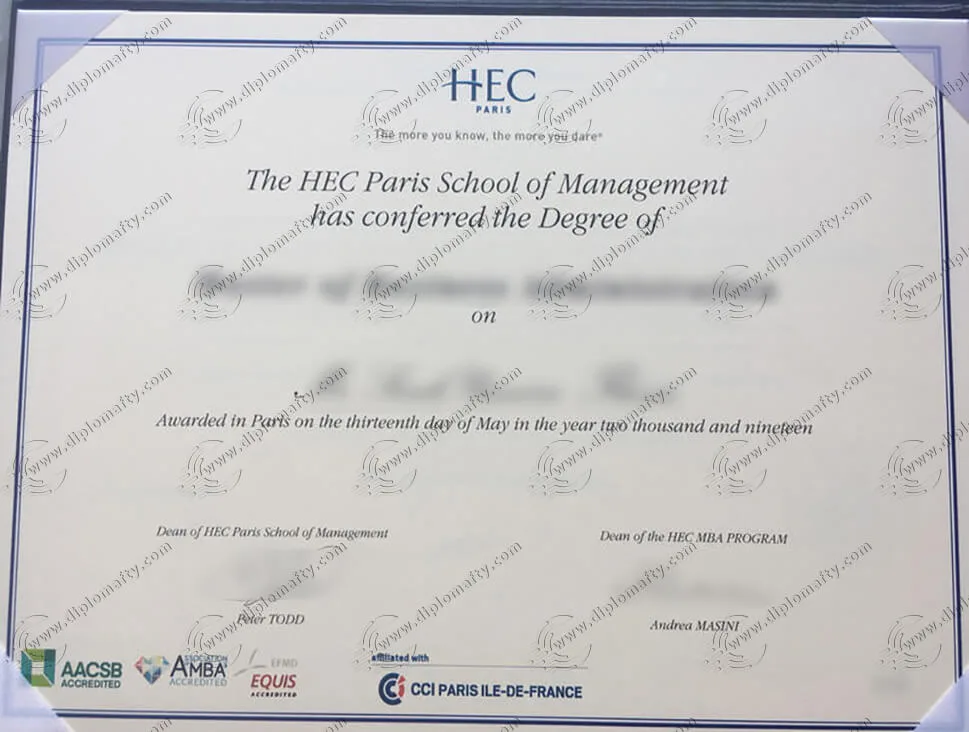 HEC
PARIS
The more you know, the more you dare®
The HEC Paris School of Management
has conferred the Degree of
on
Awarded in Paris on the thirteenth day of May in the year two thousand and nineteen
Dean of HEC Paris School of Management
Dean of the HEC MBA PROGRAM
Peter TODD
Andrea MASINI
AACSB
ACCREDITED
ASSOCIATION
AMBA
ACCREDITED
EFMD
EQUIS
ACCREDITED
affiliated with
CCI PARIS ILE-DE-FRANCE
www.diplomafty.com